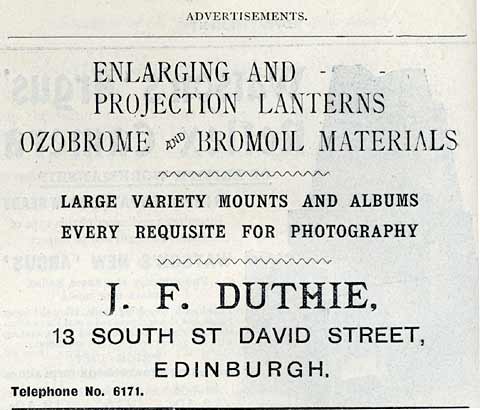 ADVERTISEMENTS.
ENLARGING AND - -
PROJECTION LANTERNS
OZOBROME AND BROMOIL MATERIALS
LARGE VARIETY MOUNTS AND ALBUMS
EVERY REQUISITE FOR PHOTOGRAPHY
J. F. DUTHIE,
13 SOUTH ST DAVID STREET,
EDINBURGH.
Telephone No. 6171.